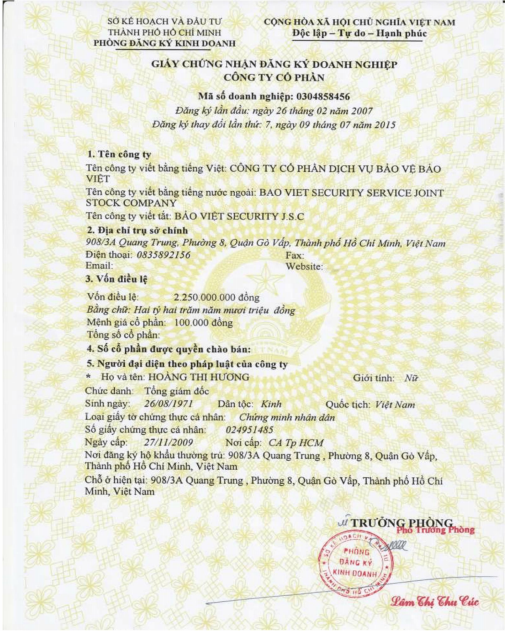 SỞ KẾ HOẠCH VÀ ĐẦU TƯ
THÀNH PHỐ HỒ CHÍ MINH
PHÒNG ĐĂNG KÝ KINH DOANH
CỘNG HÒA XÃ HỘI CHỦ NGHĨA VIỆT NAM
Độc lập – Tự do – Hạnh phúc
GIẤY CHỨNG NHẬN ĐĂNG KÝ DOANH NGHIỆP
CÔNG TY CỔ PHẦN
Mã số doanh nghiệp: 0304858456
Đăng ký lần đầu: ngày 26 tháng 02 năm 2007
Đăng ký thay đổi lần thứ: 7, ngày 09 tháng 07 năm 2015
1. Tên công ty
Tên công ty viết bằng tiếng Việt: CÔNG TY CỔ PHẦN DỊCH VỤ BẢO VỆ BẢO
VIỆT
Tên công ty viết bằng tiếng nước ngoài: BAO VIET SECURITY SERVICE JOINT
STOCK COMPANY
Tên công ty viết tắt: BẢO VIỆT SECURITY J S.C
2. Địa chỉ trụ sở chính
908/3A Quang Trung, Phường 8, Quận Gò Vấp, Thành phố Hồ Chí Minh, Việt Nam
Điện thoại: 0835892156 Fax:
Email: Website:
3. Vốn điều lệ
Vốn điều lệ: 2.250.000.000 đồng
Bằng chữ: Hai tỷ hai trăm năm mươi triệu đồng
Mệnh giá cổ phần: 100.000 đồng
Tổng số cổ phần:
4. Số cổ phần được quyền chào bán:
5. Người đại diện theo pháp luật của công ty
* Họ và tên: HOÀNG THỊ HƯƠNG Giới tính: Nữ
Chức danh: Tổng giám đốc
Sinh ngày: 26/08/1971 Dân tộc: Kinh Quốc tịch: Việt Nam
Loại giấy tờ chứng thực cá nhân: Chứng minh nhân dân
Số giấy chứng thực cá nhân: 024951485
Ngày cấp: 27/11/2009 Nơi cấp: CA Tp HCM
Nơi đăng ký hộ khẩu thường trú: 908/3A Quang Trung , Phường 8, Quận Gò Vấp,
Thành phố Hồ Chí Minh, Việt Nam
Chỗ ở hiện tại: 908/3A Quang Trung , Phường 8, Quận Gò Vấp, Thành phố Hồ Chí
Minh, Việt Nam
TRƯỞNG PHÒNG
Phó Trưởng Phòng
PHÒNG
ĐĂNG KÝ
KINH DOANH
Lâm Thị Thu Cúc